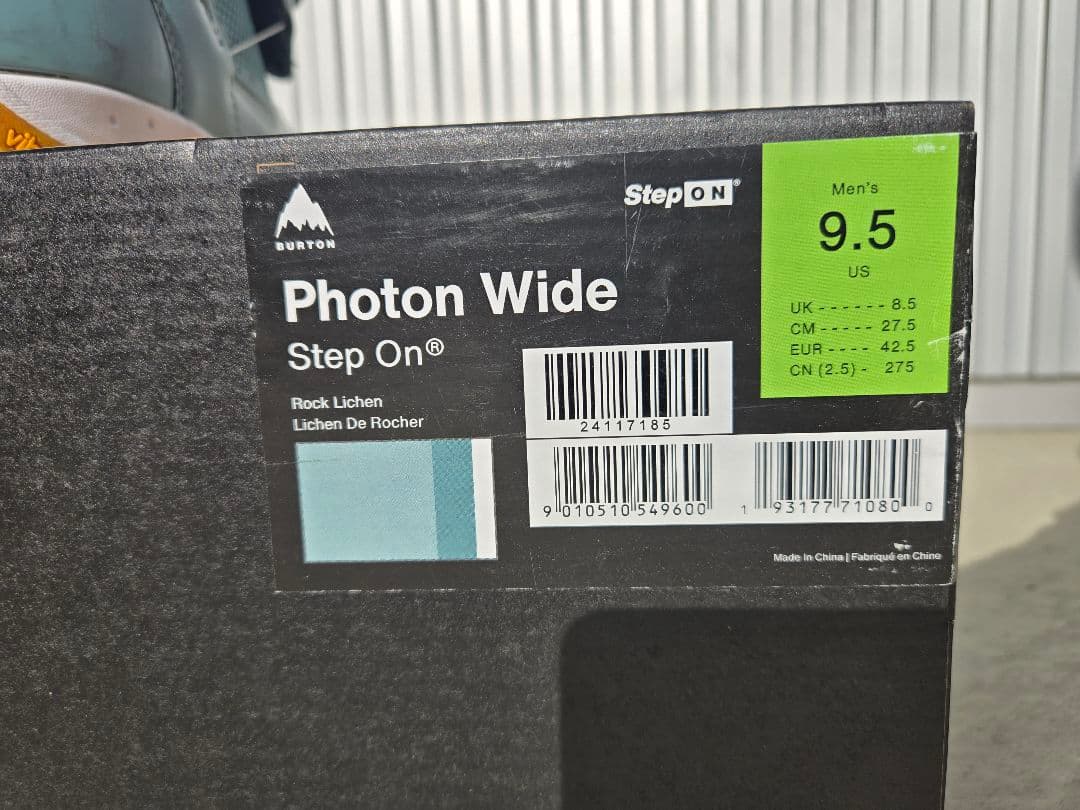 BURTON
Step ON®
Photon Wide
Step On®
Rock Lichen
Lichen De Rocher
Men's
9.5
US
UK - - - - - - 8.5
CM - - - - - 27.5
EUR - - - - 42.5
CN (2.5) - 275
24117185
9 010510 549600
1 93177 71080 0
Made In China | Fabriqué en Chine